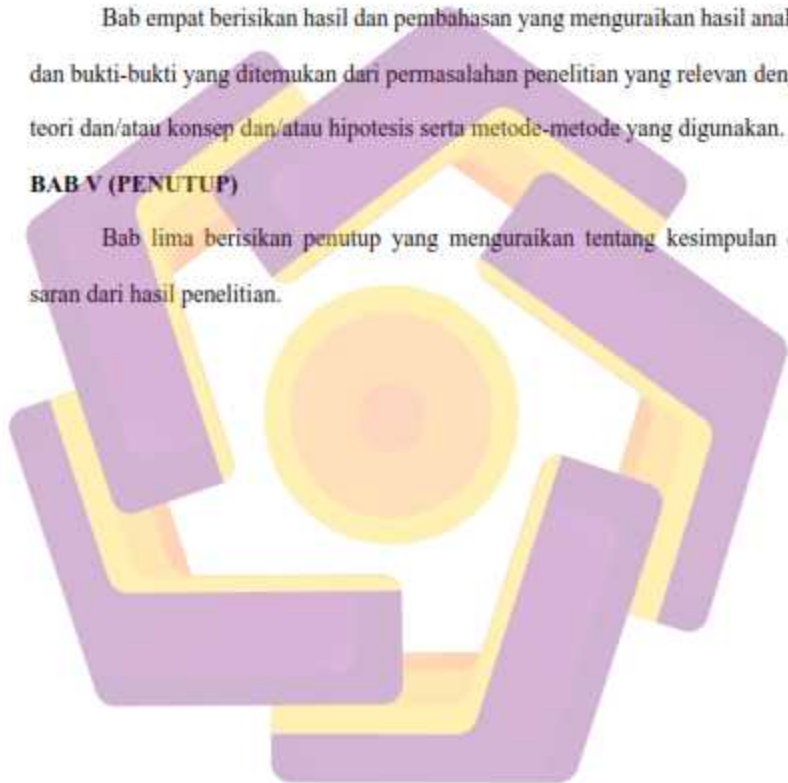 Bab empat berisikan hasil dan pembahasan yang menguraikan hasil anal
dan bukti-bukti yang ditemukan dari permasalahan penelitian yang relevan den
teori dan/atau konsep dan/atau hipotesis serta metode-metode yang digunakan.
BAB V (PENUTUP)
Bab lima berisikan penutup yang menguraikan tentang kesimpulan
saran dari hasil penelitian.